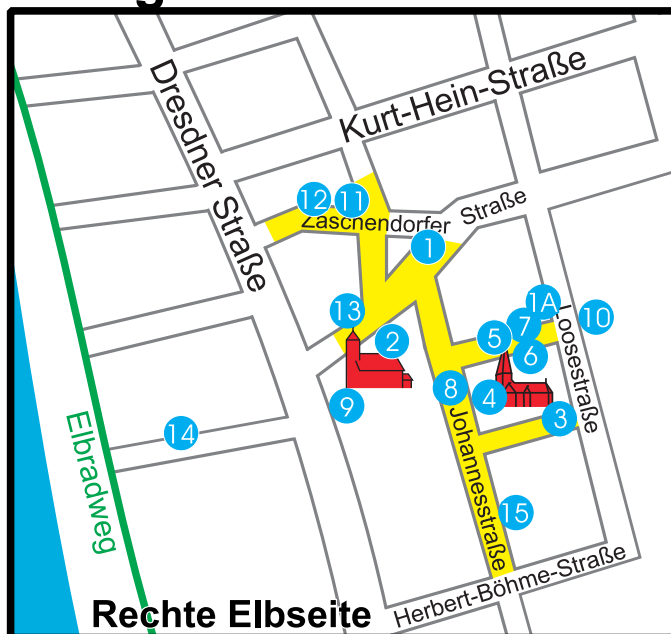 g
Dresdner Straße
Kurt-Hein-Straße
12
11
Zaschendorfer Straße
1
1A
13
7
10
5
2
6
Loosestraße
8
4
9
3
14
Johannesstraße
Elbradweg
15
Herbert-Böhme-Straße
Rechte Elbseite